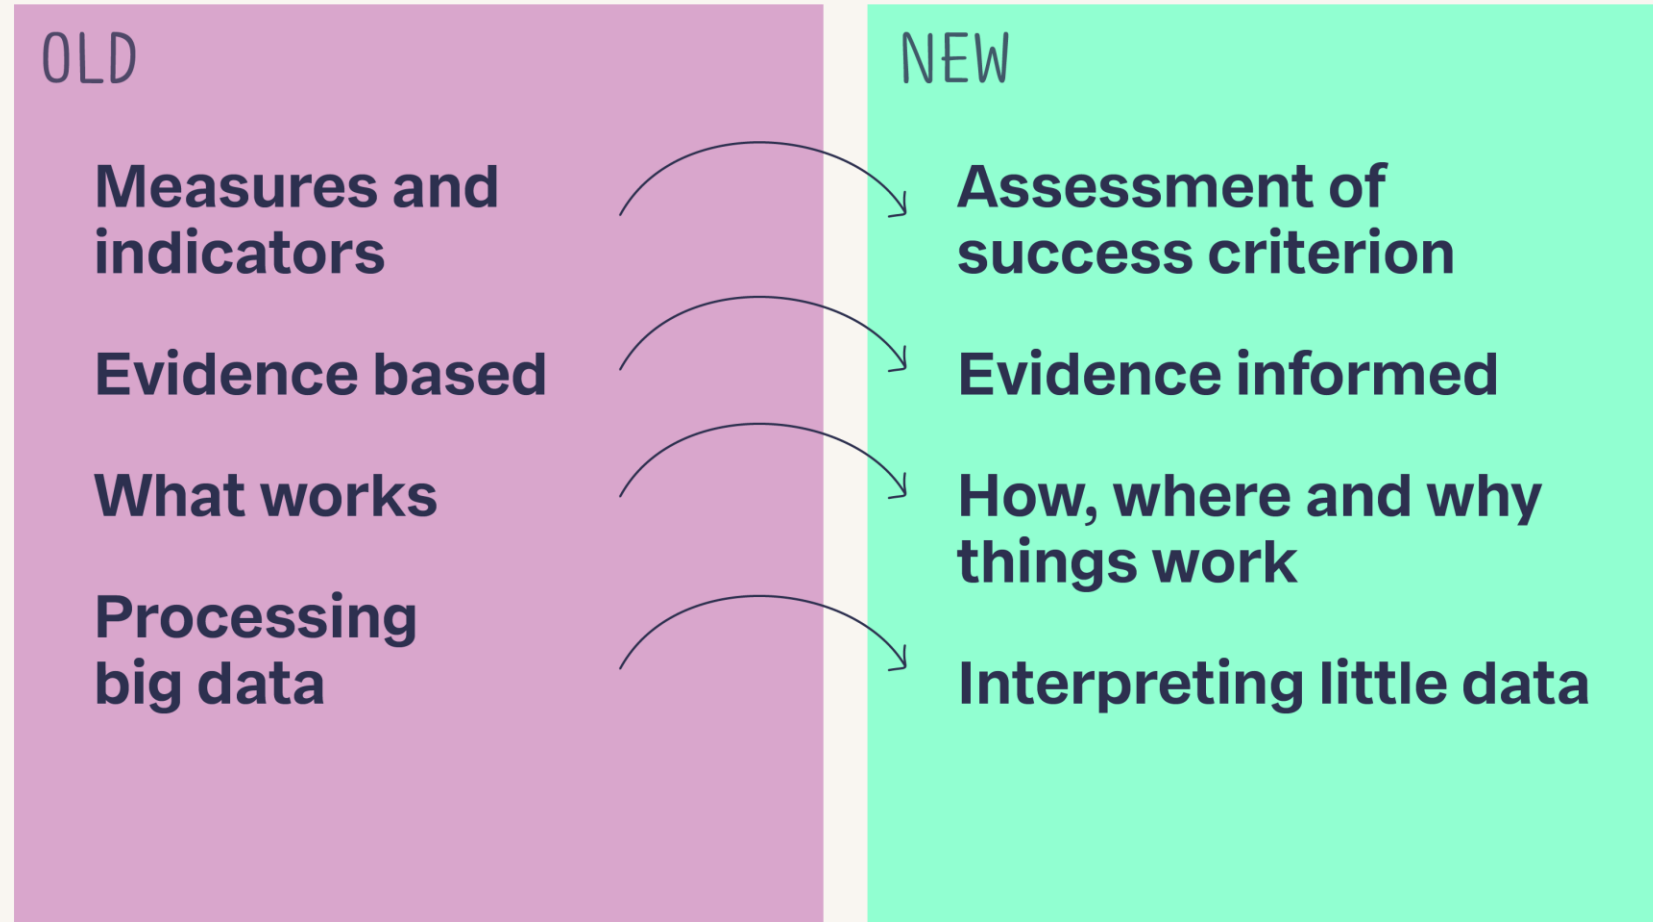 OLD
Measures and
indicators
Evidence based
What works
Processing
big data
NEW
Assessment of
success criterion
Evidence informed
How, where and why
things work
Interpreting little data